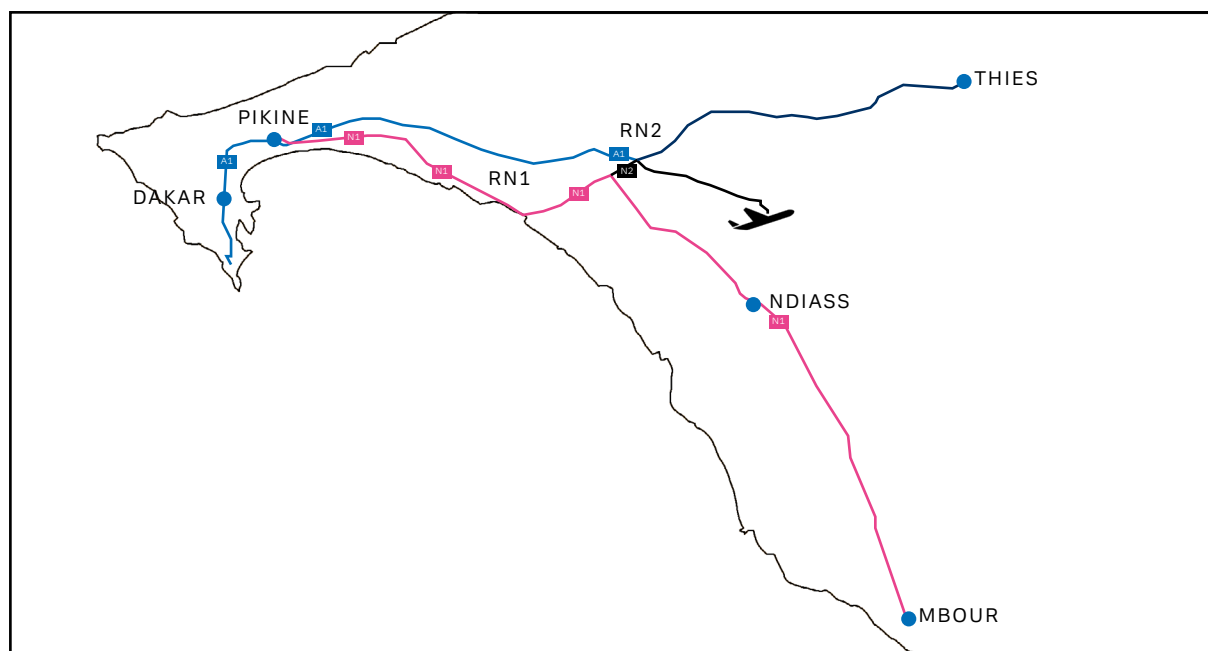 THIES
PIKINE
A1
N1
RN2
A1
A1
N2
N1
RN1
DAKAR
N1
NDIASS
N1
MBOUR